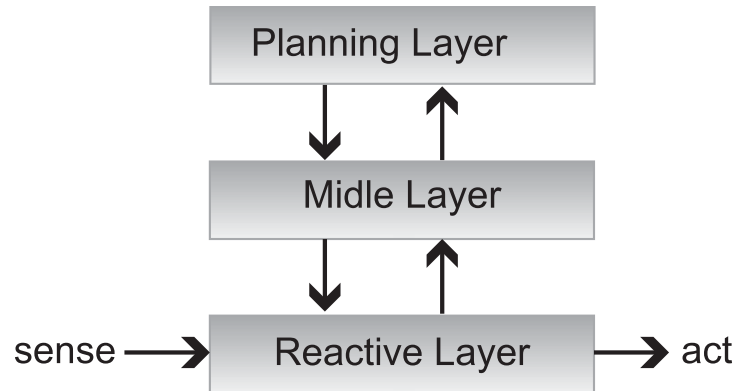 Planning Layer
Midle Layer
sense
Reactive Layer
act